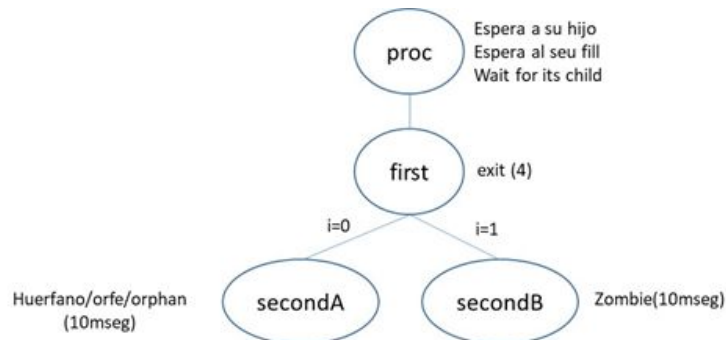 proc
Espera a su hijo
Espera al seu fill
Wait for its child
first
exit (4)
i=0
i=1
Huerfano/orfe/orphan
(10mseg)
secondA
secondB
Zombie(10mseg)